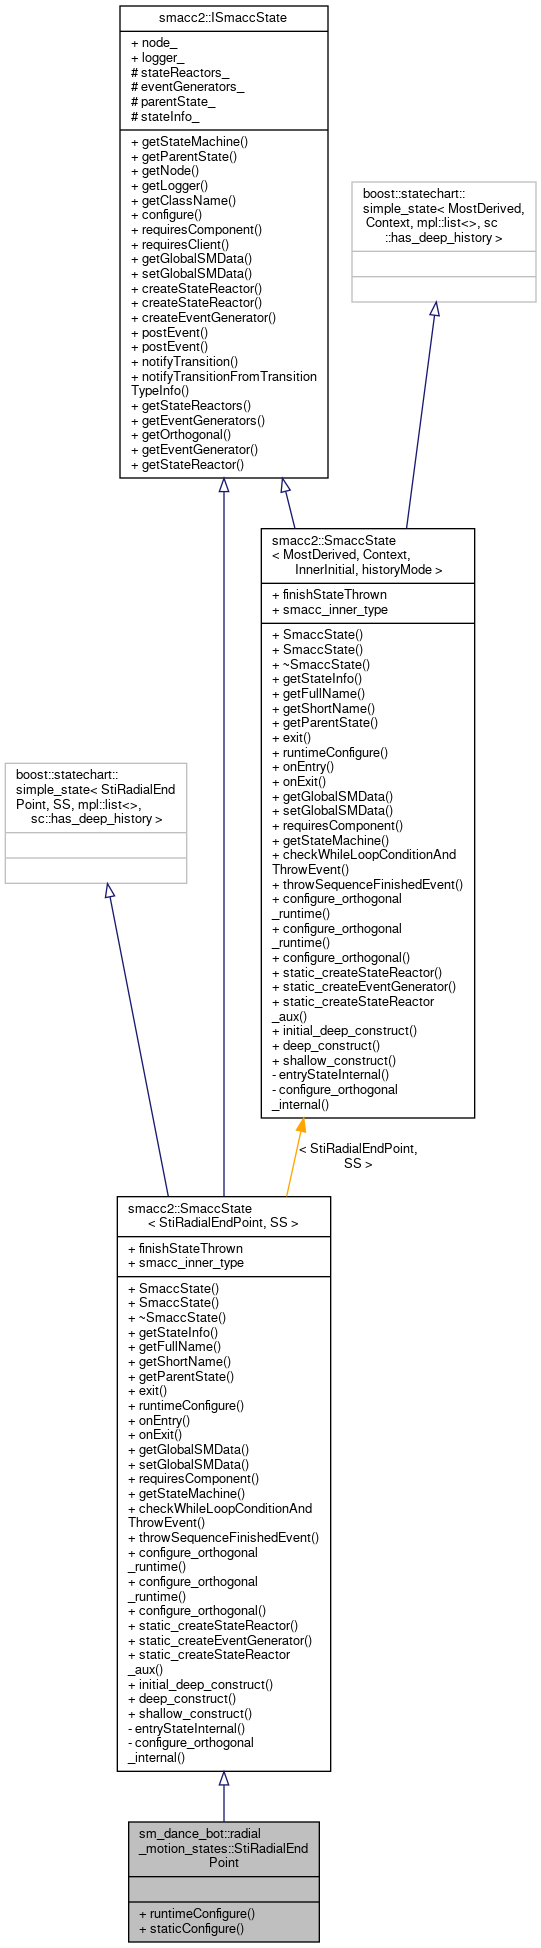 smacc2::ISmaccState
+ node_
+ logger_
# stateReactors_
# eventGenerators_
# parentState_
# stateInfo_
+ getStateMachine()
+ getParentState()
+ getNode()
+ getLogger()
+ getClassName()
+ configure()
+ requiresComponent()
+ requiresClient()
+ getGlobalSMData()
+ setGlobalSMData()
+ createStateReactor()
+ createStateReactor()
+ createEventGenerator()
+ postEvent()
+ postEvent()
+ notifyTransition()
+ notifyTransitionFromTransition
TypeInfo()
+ getStateReactors()
+ getEventGenerators()
+ getOrthogonal()
+ getEventGenerator()
+ getStateReactor()
boost::statechart::
simple_state< MostDerived,
Context, mpl::list<>, sc
::has_deep_history >
smacc2::SmaccState
< MostDerived, Context,
InnerInitial, historyMode >
+ finishStateThrown
+ smacc_inner_type
+ SmaccState()
+ SmaccState()
+ ~SmaccState()
+ getStateInfo()
+ getFullName()
+ getShortName()
+ getParentState()
+ exit()
+ runtimeConfigure()
+ onEntry()
+ onExit()
+ getGlobalSMData()
+ setGlobalSMData()
+ requiresComponent()
+ getStateMachine()
+ checkWhileLoopConditionAnd
ThrowEvent()
+ throwSequenceFinishedEvent()
+ configure_orthogonal
_runtime()
+ configure_orthogonal
_runtime()
+ configure_orthogonal()
+ static_createStateReactor()
+ static_createEventGenerator()
+ static_createStateReactor
_aux()
+ initial_deep_construct()
+ deep_construct()
+ shallow_construct()
- entryStateInternal()
- configure_orthogonal
_internal()
boost::statechart::
simple_state< StiRadialEnd
Point, SS, mpl::list<>,
sc::has_deep_history >
< StiRadialEndPoint,
SS >
smacc2::SmaccState
< StiRadialEndPoint, SS >
+ finishStateThrown
+ smacc_inner_type
+ SmaccState()
+ SmaccState()
+ ~SmaccState()
+ getStateInfo()
+ getFullName()
+ getShortName()
+ getParentState()
+ exit()
+ runtimeConfigure()
+ onEntry()
+ onExit()
+ getGlobalSMData()
+ setGlobalSMData()
+ requiresComponent()
+ getStateMachine()
+ checkWhileLoopConditionAnd
ThrowEvent()
+ throwSequenceFinishedEvent()
+ configure_orthogonal
_runtime()
+ configure_orthogonal
_runtime()
+ configure_orthogonal()
+ static_createStateReactor()
+ static_createEventGenerator()
+ static_createStateReactor
_aux()
+ initial_deep_construct()
+ deep_construct()
+ shallow_construct()
- entryStateInternal()
- configure_orthogonal
_internal()
sm_dance_bot::radial
_motion_states::StiRadialEnd
Point
+ runtimeConfigure()
+ staticConfigure()